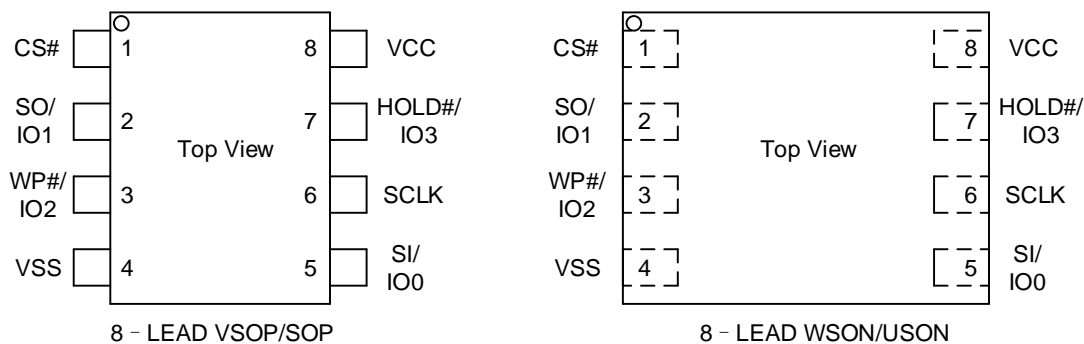 CS#
1
8
VCC
SO/
IO1
2
7
HOLD#/
IO3
Top View
WP#/
IO2
3
6
SCLK
VSS
4
5
SI/
IO0
8 – LEAD VSOP/SOP
CS#
1
8
VCC
SO/
IO1
2
7
HOLD#/
IO3
Top View
WP#/
IO2
3
6
SCLK
VSS
4
5
SI/
IO0
8 – LEAD WSON/USON